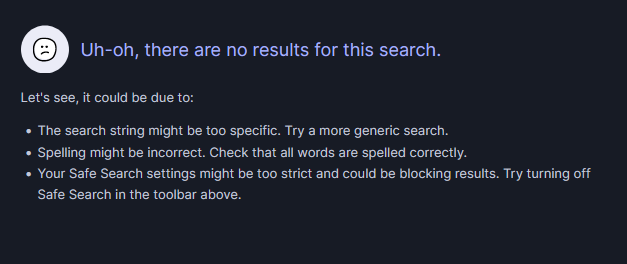 Uh-oh, there are no results for this search.
Let's see, it could be due to:
• The search string might be too specific. Try a more generic search.
• Spelling might be incorrect. Check that all words are spelled correctly.
• Your Safe Search settings might be too strict and could be blocking results. Try turning off
Safe Search in the toolbar above.